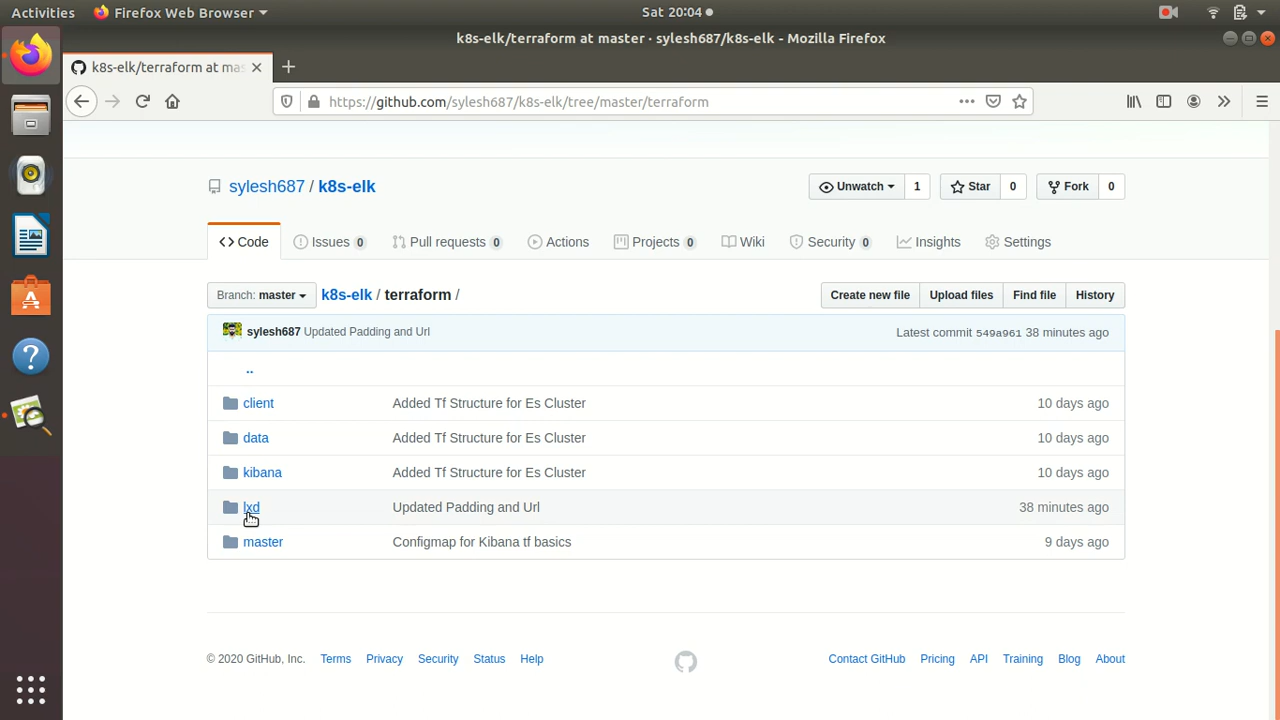 Activities Firefox Web Browser Sat 20:04
k8s-elk/terraform at master · sylesh687/k8s-elk - Mozilla Firefox
k8s-elk/terraform at mas
https://github.com/sylesh687/k8s-elk/tree/master/terraform
sylesh687 / k8s-elk Unwatch 1 Star 0 Fork 0
Code Issues 0 Pull requests 0 Actions Projects 0 Wiki Security 0 Insights Settings
Branch: master k8s-elk / terraform / Create new file Upload files Find file History
sylesh687 Updated Padding and Url Latest commit 549a961 38 minutes ago
..
client Added Tf Structure for Es Cluster 10 days ago
data Added Tf Structure for Es Cluster 10 days ago
kibana Added Tf Structure for Es Cluster 10 days ago
lxd Updated Padding and Url 38 minutes ago
master Configmap for Kibana tf basics 9 days ago
© 2020 GitHub, Inc. Terms Privacy Security Status Help Contact GitHub Pricing API Training Blog About